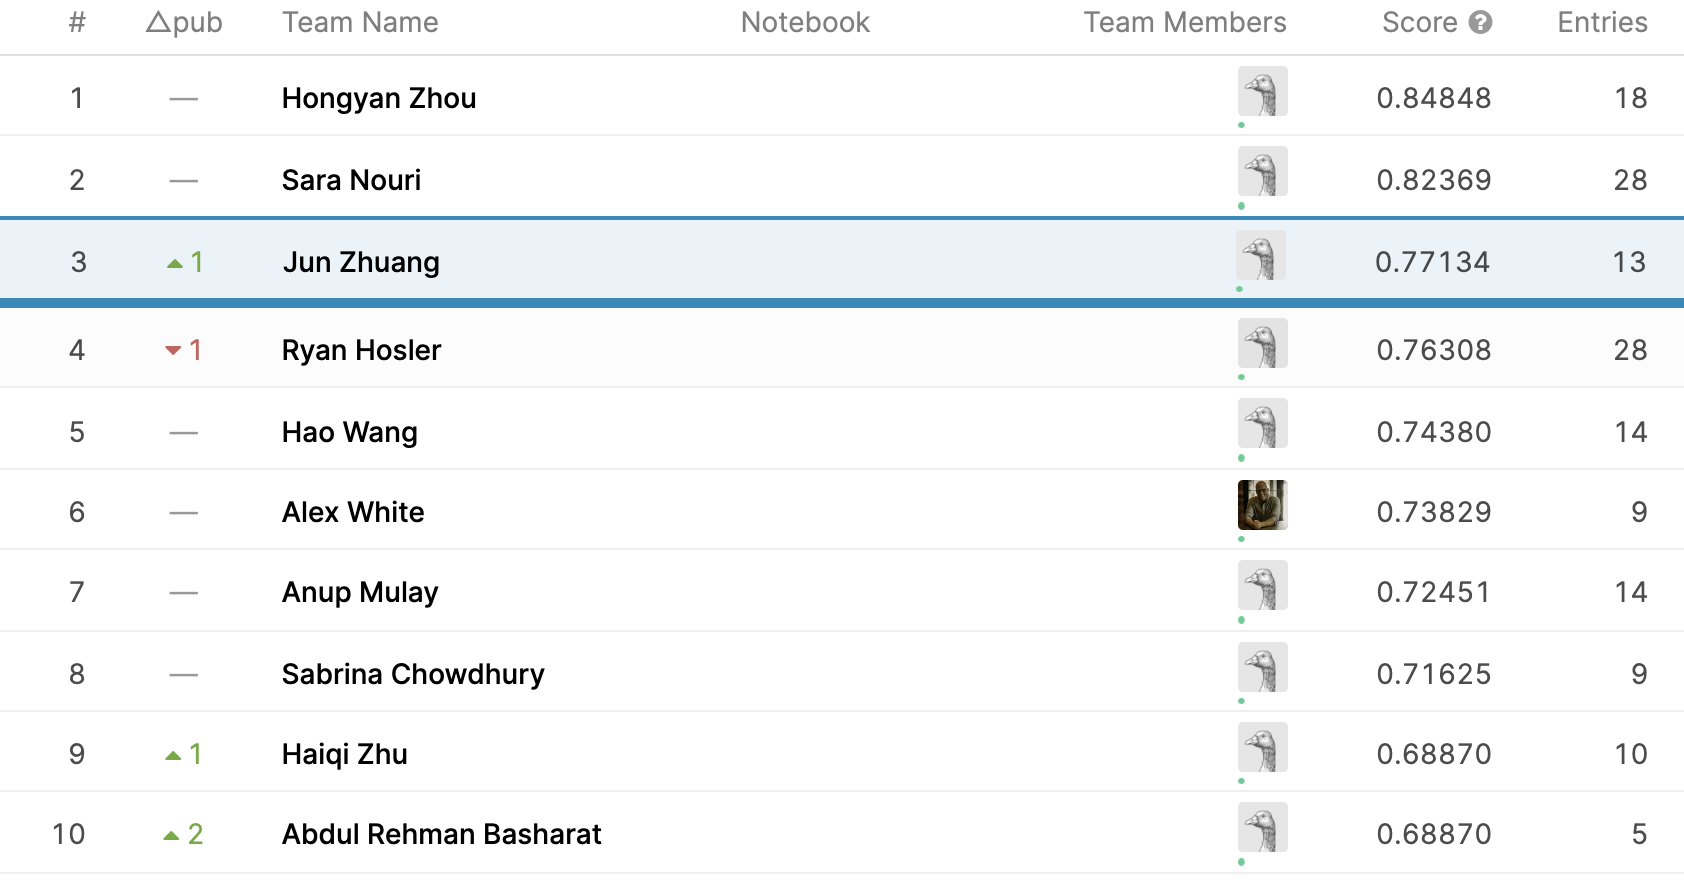 # △pub Team Name Notebook Team Members Score ? Entries
1 — Hongyan Zhou 0.84848 18
2 — Sara Nouri 0.82369 28
3 ▲1 Jun Zhuang 0.77134 13
4 ▼1 Ryan Hosler 0.76308 28
5 — Hao Wang 0.74380 14
6 — Alex White 0.73829 9
7 — Anup Mulay 0.72451 14
8 — Sabrina Chowdhury 0.71625 9
9 ▲1 Haiqi Zhu 0.68870 10
10 ▲2 Abdul Rehman Basharat 0.68870 5